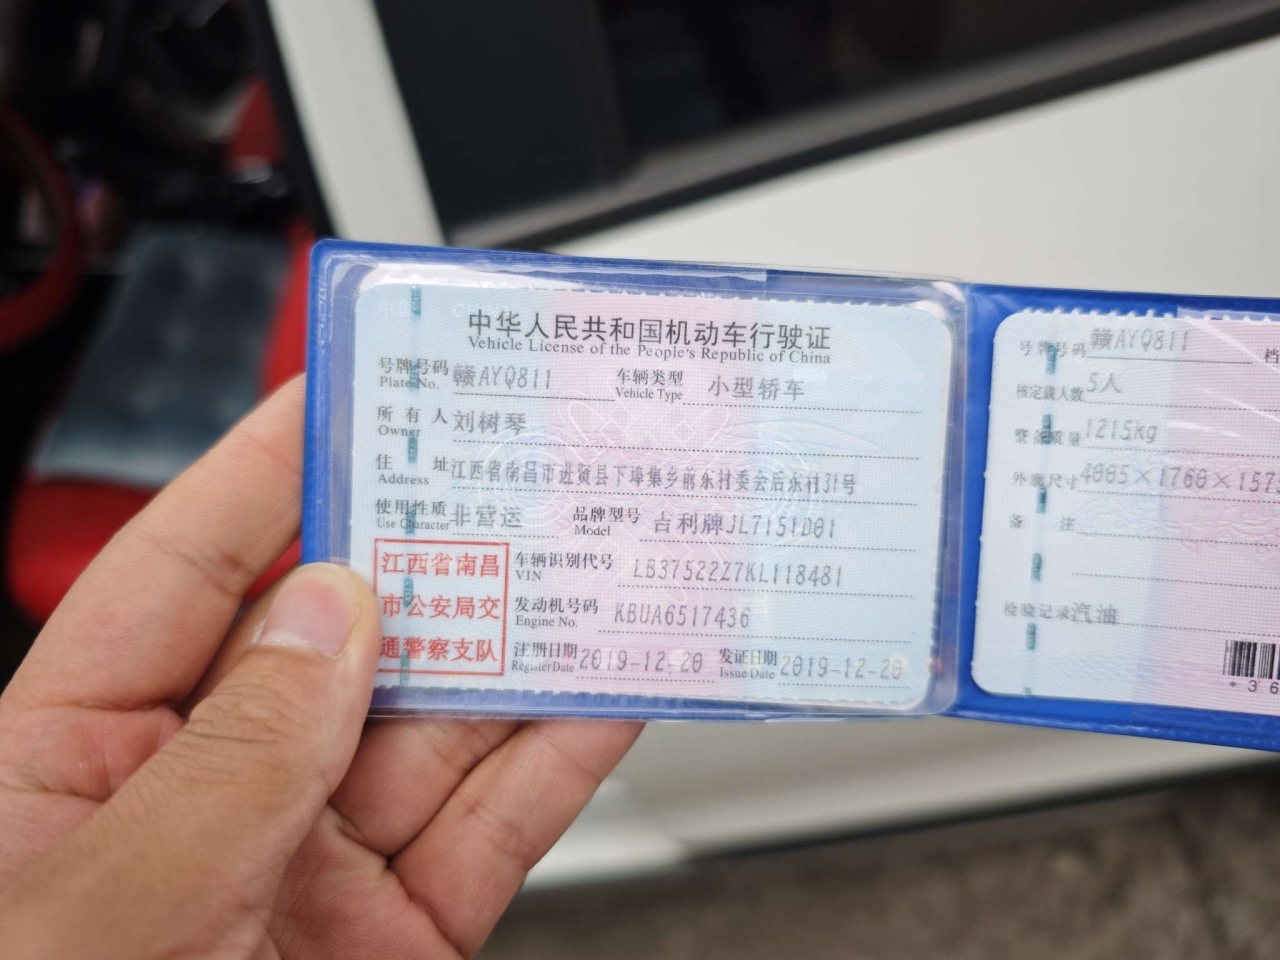 中华人民共和国机动车行驶证
Vehicle License of the People's Republic of China
号牌号码 赣AYQ811 车辆类型 小型轿车
Plate No. Vehicle Type
所有人 刘树琴
Owner
住址 江西省南昌市进贤县下埠集乡前东村委会后东村31号
Address
使用性质 非营运 品牌型号 吉利牌JL7151D01
Use Character Model
江西省南昌
市公安局交
通警察支队
车辆识别代号 LB37522Z7KL118481
VIN
发动机号码 KBUA6517436
Engine No.
注册日期 2019-12-20 发证日期 2019-12-20
Register Date Issue Date
号牌号码 赣AYQ811 档
核定载人数 5人
整备质量 1215kg
外廓尺寸 4005×1760×157
备注
检验记录 汽油
*36